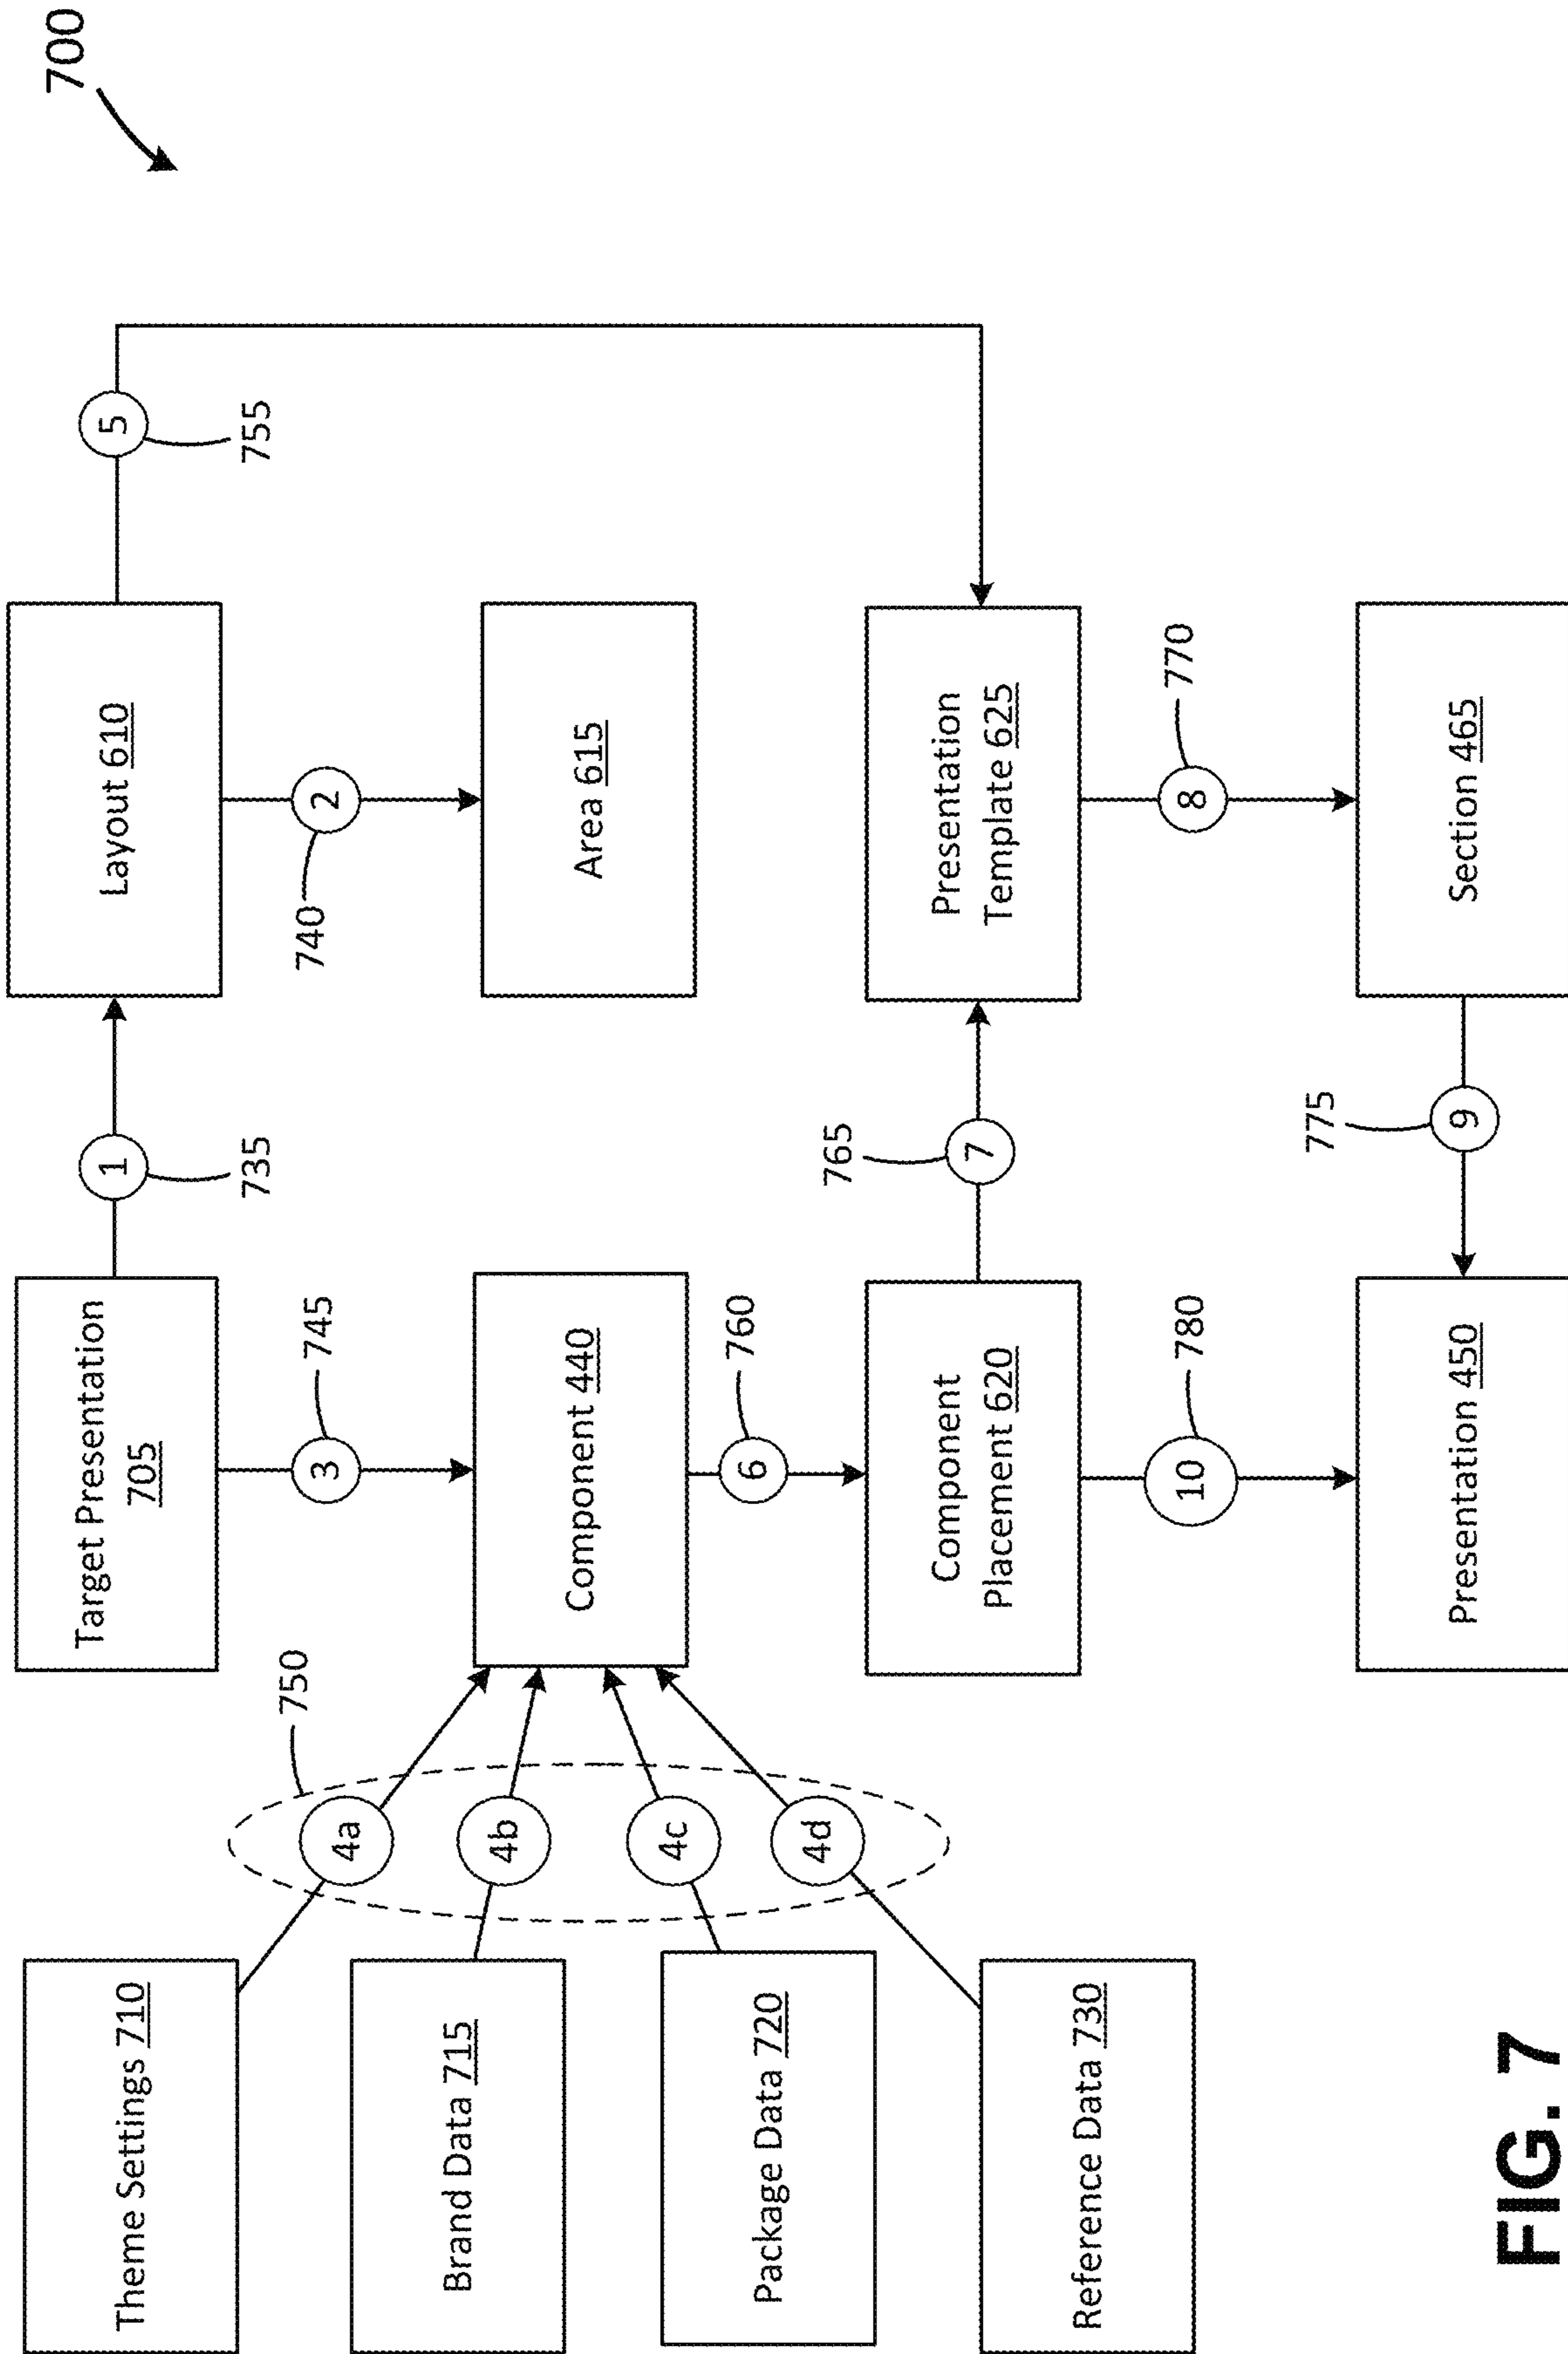 700
Target Presentation
705
1
735
Layout 610
5
755
3
745
2
740
750
Theme Settings 710
4a
Brand Data 715
4b
Package Data 720
4c
Reference Data 730
4d
Component 440
Area 615
6
760
Component
Placement 620
7
765
Presentation
Template 625
10
780
8
770
Presentation 450
9
775
Section 465
FIG. 7